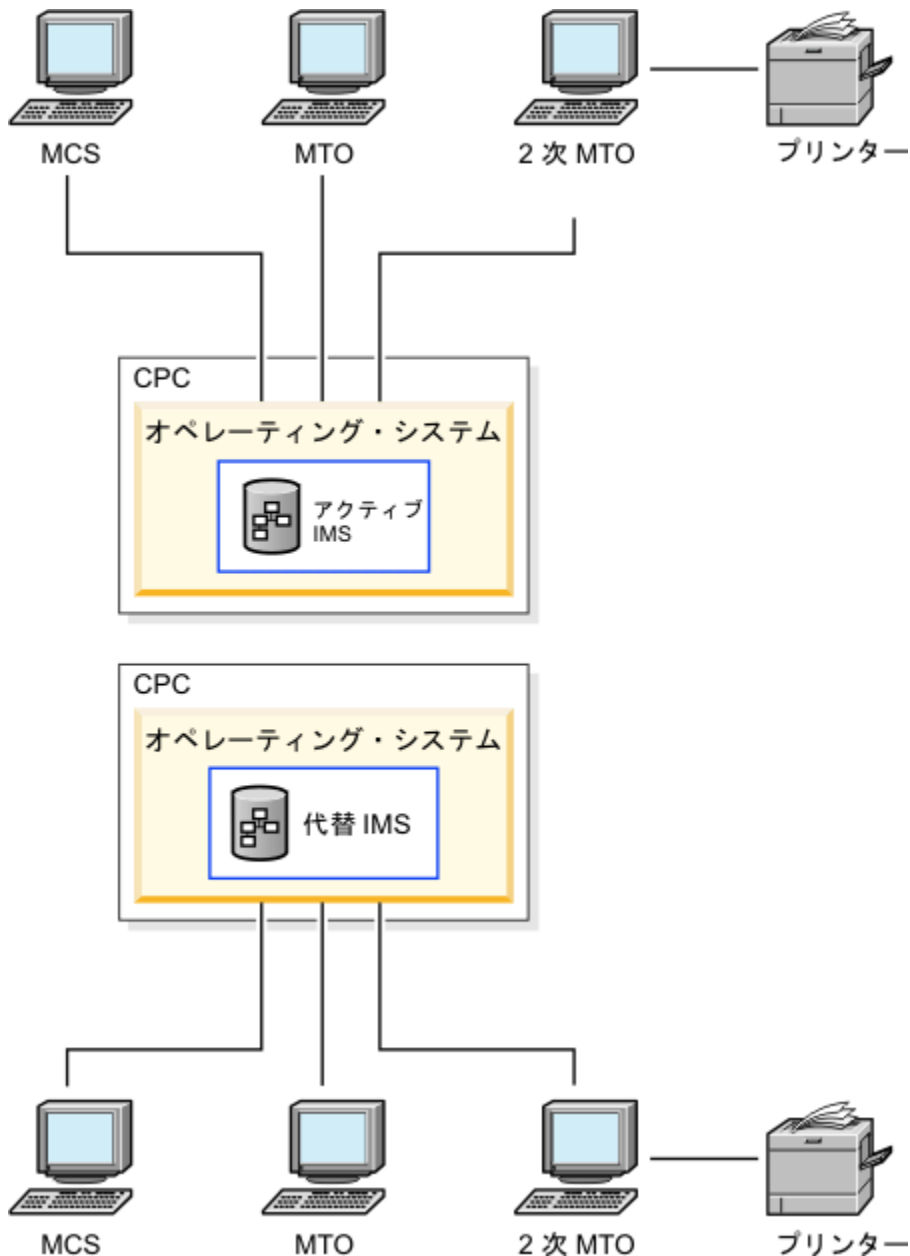 MCS
MTO
2 次 MTO
プリンター
CPC
オペレーティング・システム
アクティブ
IMS
CPC
オペレーティング・システム
代替 IMS
MCS
MTO
2 次 MTO
プリンター